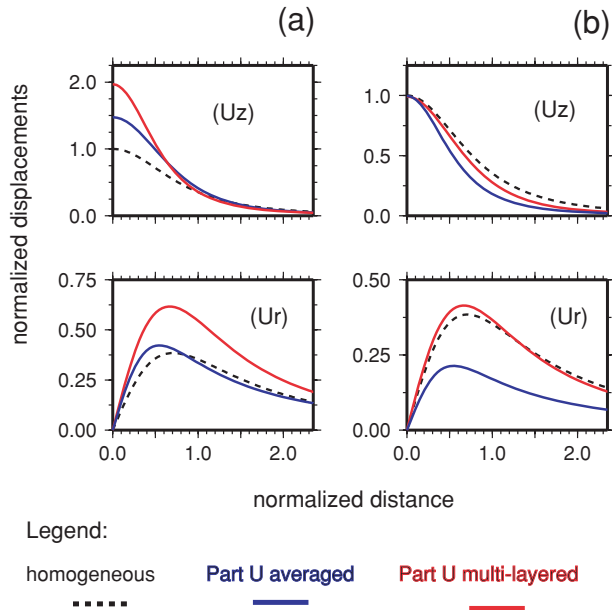 (a)
(b)
normalized displacements
2.0
1.0
0.0
(Uz)
1.0
0.5
0.0
(Uz)
0.75
0.50
0.25
0.00
(Ur)
0.0 1.0 2.0
0.50
0.25
0.00
(Ur)
0.0 1.0 2.0
normalized distance
Legend:
homogeneous
Part U averaged
Part U multi-layered